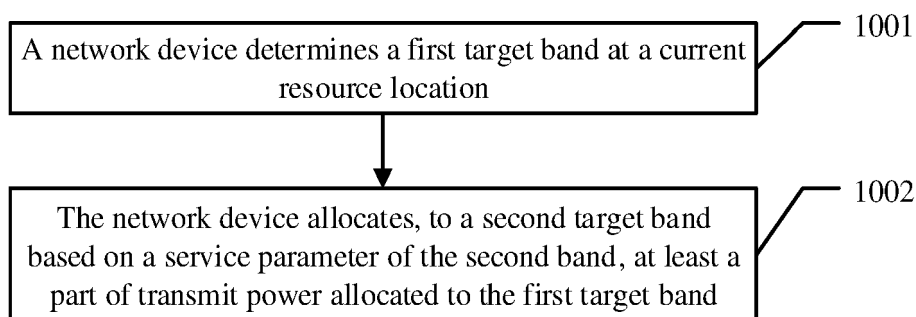 A network device determines a first target band at a current
resource location
1001
The network device allocates, to a second target band
based on a service parameter of the second band, at least a
part of transmit power allocated to the first target band
1002